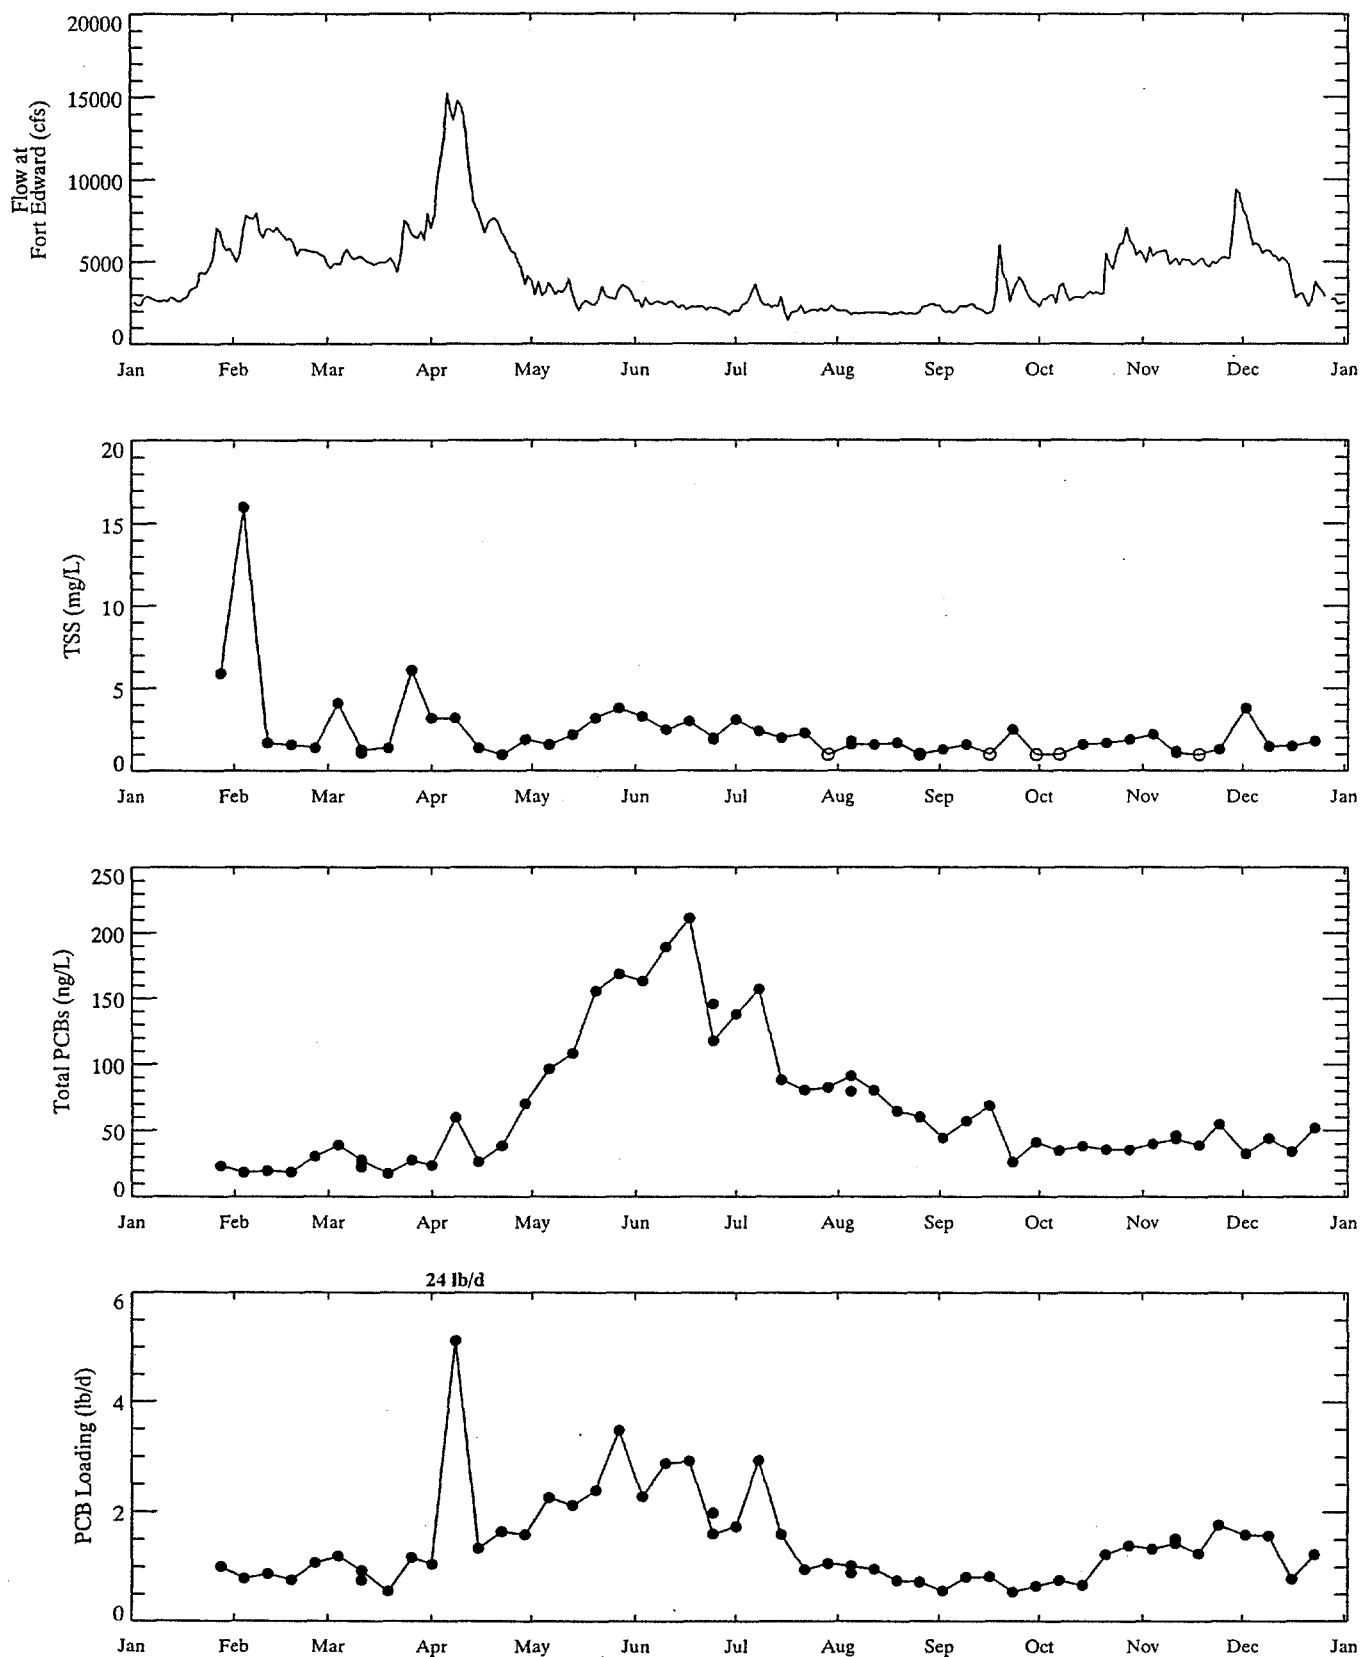 20000
15000
10000
5000
0
Flow at
Fort Edward (cfs)
Jan Feb Mar Apr May Jun Jul Aug Sep Oct Nov Dec Jan
20
15
10
5
0
TSS (mg/L)
Jan Feb Mar Apr May Jun Jul Aug Sep Oct Nov Dec Jan
250
200
150
100
50
0
Total PCBs (ng/L)
Jan Feb Mar Apr May Jun Jul Aug Sep Oct Nov Dec Jan
24 lb/d
6
4
2
0
PCB Loading (lb/d)
Jan Feb Mar Apr May Jun Jul Aug Sep Oct Nov Dec Jan